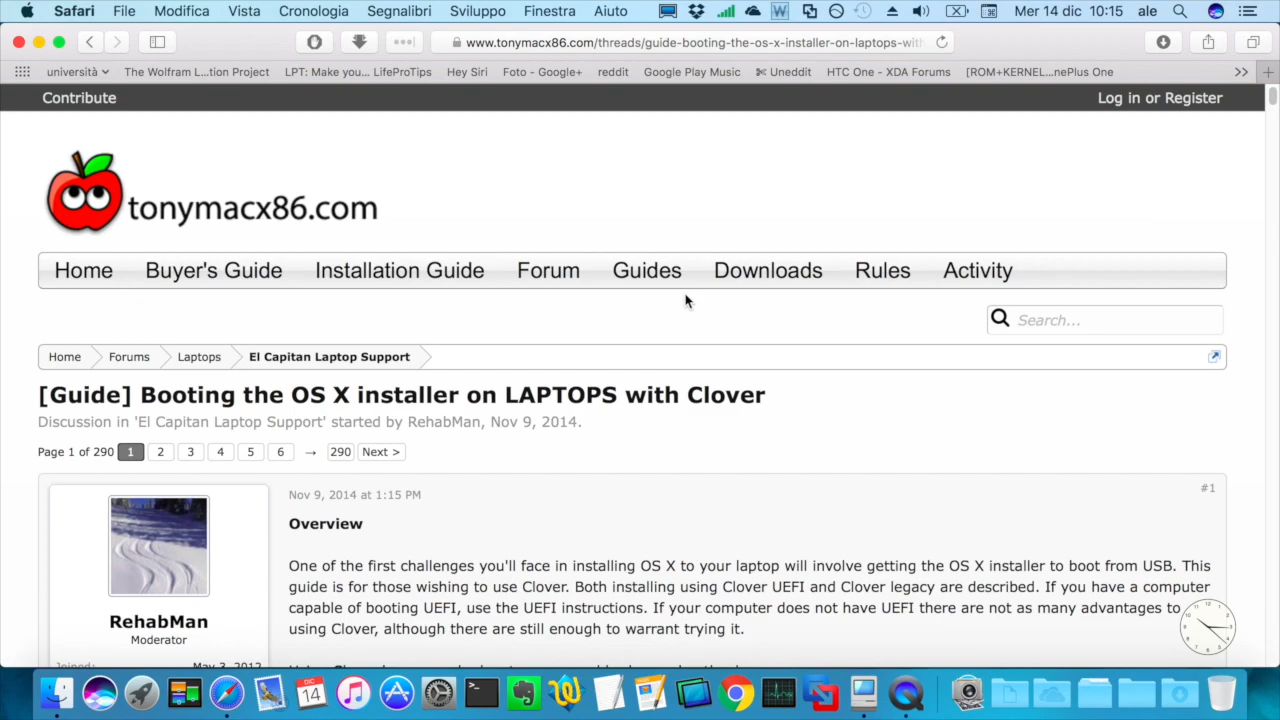 Safari File Modifica Vista Cronologia Segnalibri Sviluppo Finestra Aiuto Mer 14 dic 10:15 ale
www.tonymacx86.com/threads/guide-booting-the-os-x-installer-on-laptops-with
università The Wolfram L...tion Project LPT: Make you... LifeProTips Hey Siri Foto - Google+ reddit Google Play Music Uneddit HTC One - XDA Forums [ROM+KERNEL...nePlus One
Contribute Log in or Register
tonymacx86.com
Home Buyer's Guide Installation Guide Forum Guides Downloads Rules Activity
Search...
Home Forums Laptops El Capitan Laptop Support
[Guide] Booting the OS X installer on LAPTOPS with Clover
Discussion in 'El Capitan Laptop Support' started by RehabMan, Nov 9, 2014.
Page 1 of 290 1 2 3 4 5 6 → 290 Next >
Nov 9, 2014 at 1:15 PM #1
Overview
One of the first challenges you'll face in installing OS X to your laptop will involve getting the OS X installer to boot from USB. This
guide is for those wishing to use Clover. Both installing using Clover UEFI and Clover legacy are described. If you have a computer
capable of booting UEFI, use the UEFI instructions. If your computer does not have UEFI there are not as many advantages to
using Clover, although there are still enough to warrant trying it.
RehabMan
Moderator
Joined: May 3, 2012
DIC
14